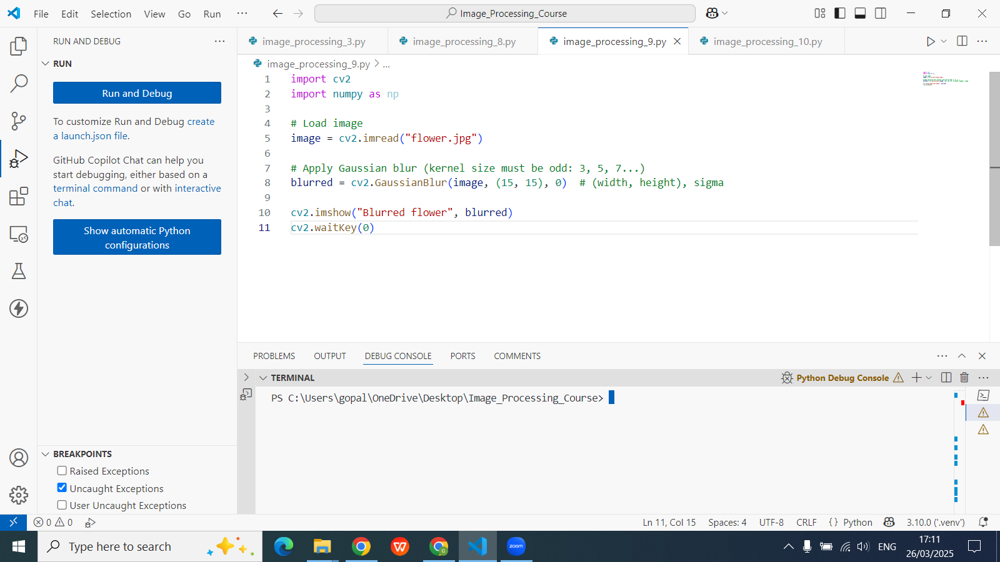 File Edit Selection View Go Run ···
Image_Processing_Course
RUN AND DEBUG
RUN
Run and Debug
To customize Run and Debug create
a launch.json file.
GitHub Copilot Chat can help you
start debugging, either based on a
terminal command or with interactive
chat.
Show automatic Python
configurations
BREAKPOINTS
Raised Exceptions
Uncaught Exceptions
User Uncaught Exceptions
image_processing_3.py image_processing_8.py image_processing_9.py image_processing_10.py
image_processing_9.py > ...
1 import cv2
2 import numpy as np
3
4 # Load image
5 image = cv2.imread("flower.jpg")
6
7 # Apply Gaussian blur (kernel size must be odd: 3, 5, 7...)
8 blurred = cv2.GaussianBlur(image, (15, 15), 0)  # (width, height), sigma
9
10 cv2.imshow("Blurred flower", blurred)
11 cv2.waitKey(0)
PROBLEMS OUTPUT DEBUG CONSOLE PORTS COMMENTS
TERMINAL
Python Debug Console
PS C:\Users\gopal\OneDrive\Desktop\Image_Processing_Course>
0 0
Ln 11, Col 15 Spaces: 4 UTF-8 CRLF {} Python 3.10.0 ('.venv')
Type here to search
zoom
G
ENG
17:11
26/03/2025